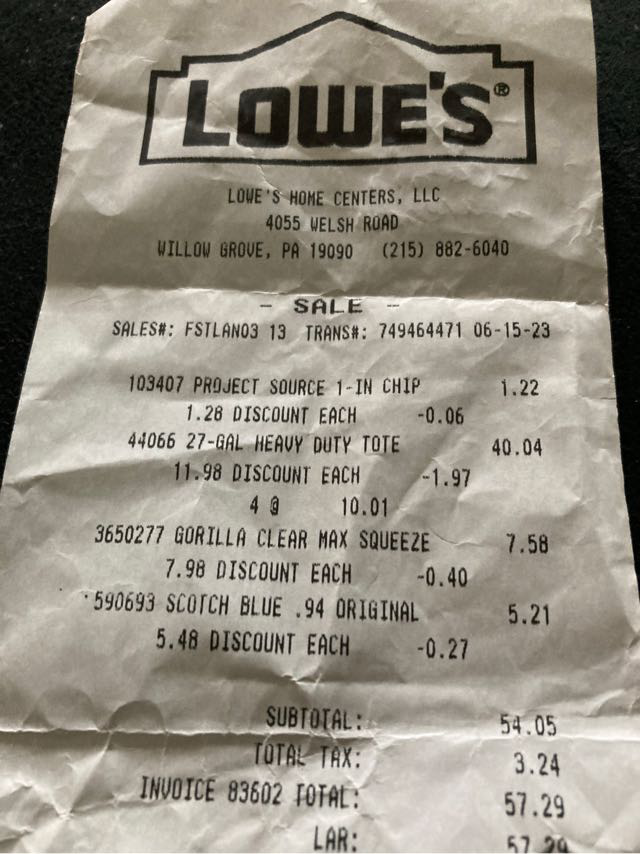 LOWE'S®
LOWE'S HOME CENTERS, LLC
4055 WELSH ROAD
WILLOW GROVE, PA 19090 (215) 882-6040
- SALE -
SALES#: FSTLAN03 13 TRANS#: 749464471 06-15-23
103407 PROJECT SOURCE 1-IN CHIP 1.22
1.28 DISCOUNT EACH -0.06
44066 27-GAL HEAVY DUTY TOTE 40.04
11.98 DISCOUNT EACH -1.97
4 @ 10.01
3650277 GORILLA CLEAR MAX SQUEEZE 7.58
7.98 DISCOUNT EACH -0.40
590693 SCOTCH BLUE .94 ORIGINAL 5.21
5.48 DISCOUNT EACH -0.27
SUBTOTAL: 54.05
TOTAL TAX: 3.24
INVOICE 83602 TOTAL: 57.29
LAR: 57.29